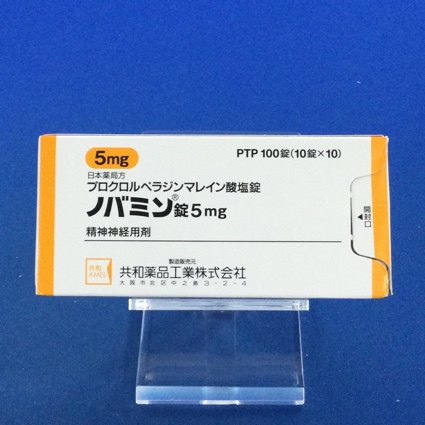 5mg
PTP 100錠(10錠×10)
日本薬局方
プロクロルペラジンマレイン酸塩錠
ノバミン®錠5mg
精神神経用剤
開封口
製造販売元
共和 AMEL
共和薬品工業株式会社
大阪市北区中之島3-2-4